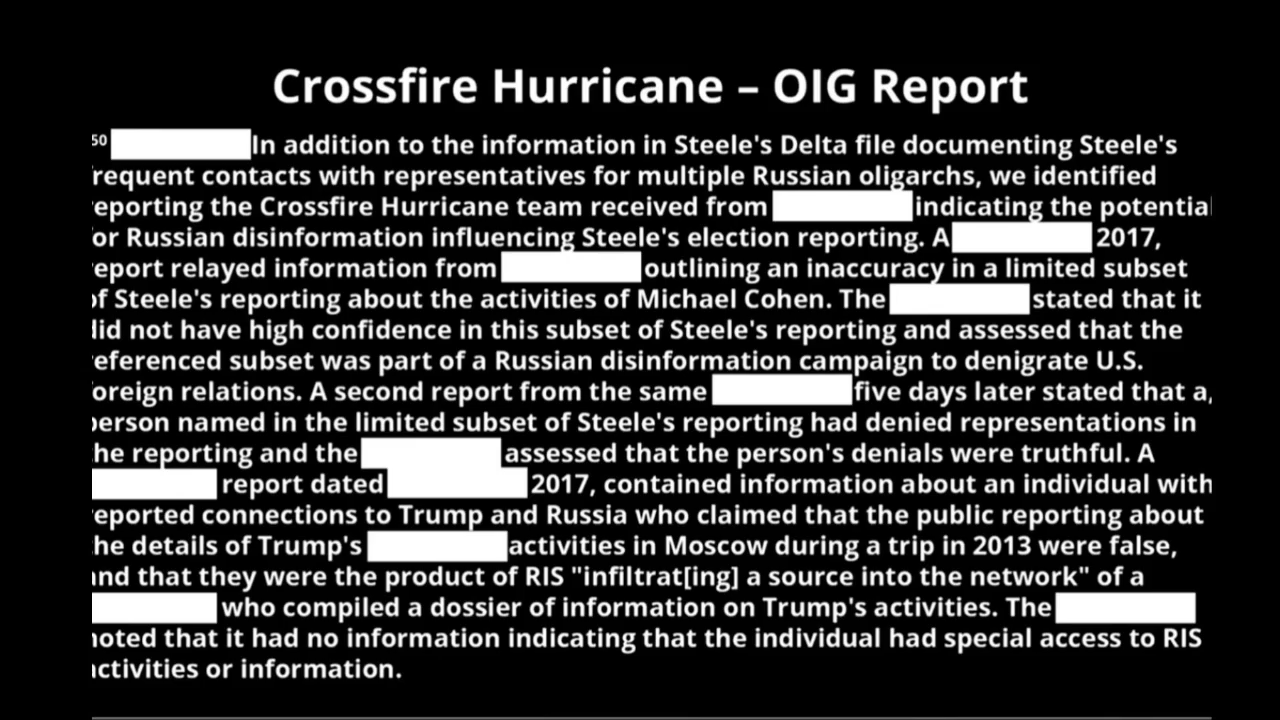 Crossfire Hurricane – OIG Report
50 In addition to the information in Steele's Delta file documenting Steele's
requent contacts with representatives for multiple Russian oligarchs, we identified
eporting the Crossfire Hurricane team received from indicating the potential
or Russian disinformation influencing Steele's election reporting. A 2017,
eport relayed information from outlining an inaccuracy in a limited subset
of Steele's reporting about the activities of Michael Cohen. The stated that it
did not have high confidence in this subset of Steele's reporting and assessed that the
eferenced subset was part of a Russian disinformation campaign to denigrate U.S.
oreign relations. A second report from the same five days later stated that a,
person named in the limited subset of Steele's reporting had denied representations in
he reporting and the assessed that the person's denials were truthful. A
report dated 2017, contained information about an individual with
eported connections to Trump and Russia who claimed that the public reporting about
he details of Trump's activities in Moscow during a trip in 2013 were false,
and that they were the product of RIS "infiltrat[ing] a source into the network" of a
who compiled a dossier of information on Trump's activities. The
noted that it had no information indicating that the individual had special access to RIS
activities or information.